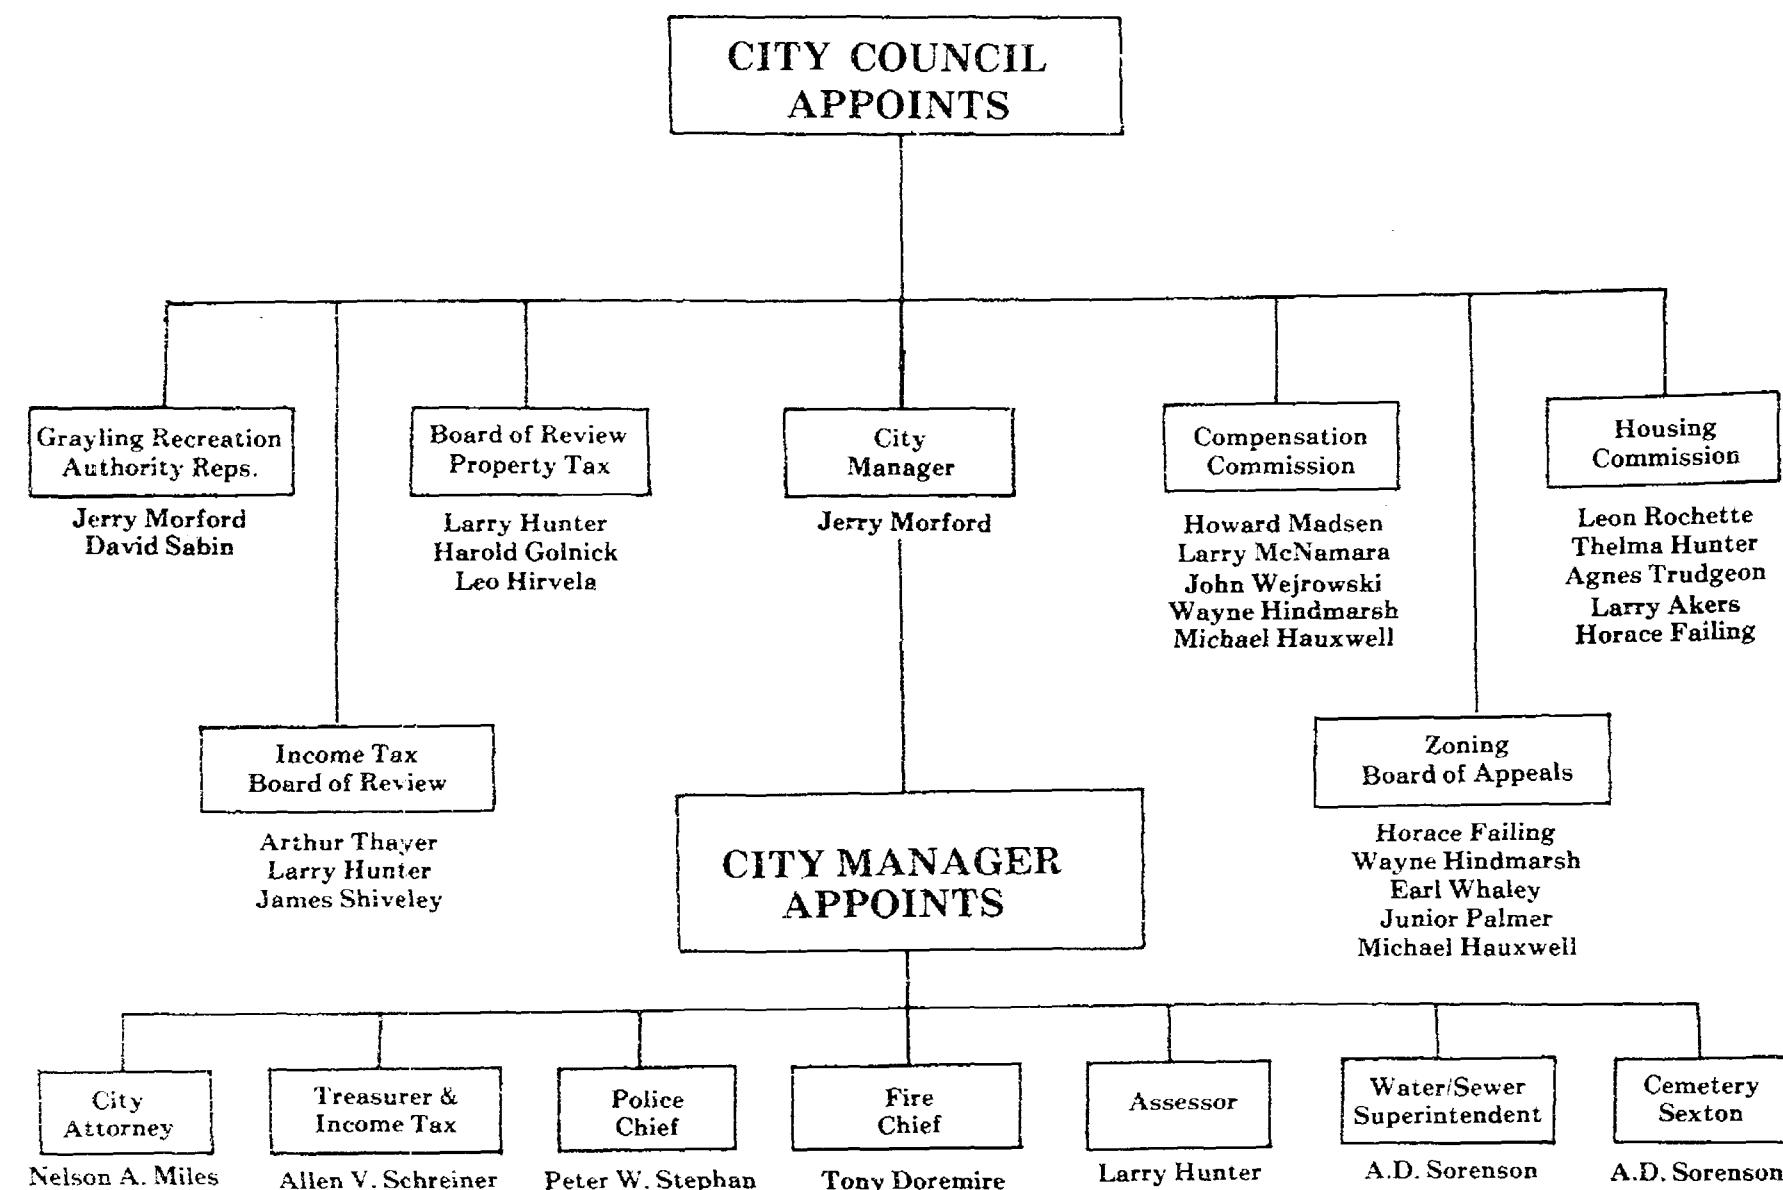 CITY COUNCIL
APPOINTS
Grayling Recreation
Authority Reps.
Jerry Morford
David Sabin
Board of Review
Property Tax
Larry Hunter
Harold Golnick
Leo Hirvela
City
Manager
Jerry Morford
Compensation
Commission
Howard Madsen
Larry McNamara
John Wejrowski
Wayne Hindmarsh
Michael Hauxwell
Housing
Commission
Leon Rochette
Thelma Hunter
Agnes Trudgeon
Larry Akers
Horace Failing
Income Tax
Board of Review
Arthur Thayer
Larry Hunter
James Shiveley
Zoning
Board of Appeals
Horace Failing
Wayne Hindmarsh
Earl Whaley
Junior Palmer
Michael Hauxwell
CITY MANAGER
APPOINTS
City
Attorney
Nelson A. Miles
Treasurer &
Income Tax
Allen V. Schreiner
Police
Chief
Peter W. Stephan
Fire
Chief
Tony Doremire
Assessor
Larry Hunter
Water/Sewer
Superintendent
A.D. Sorenson
Cemetery
Sexton
A.D. Sorenson